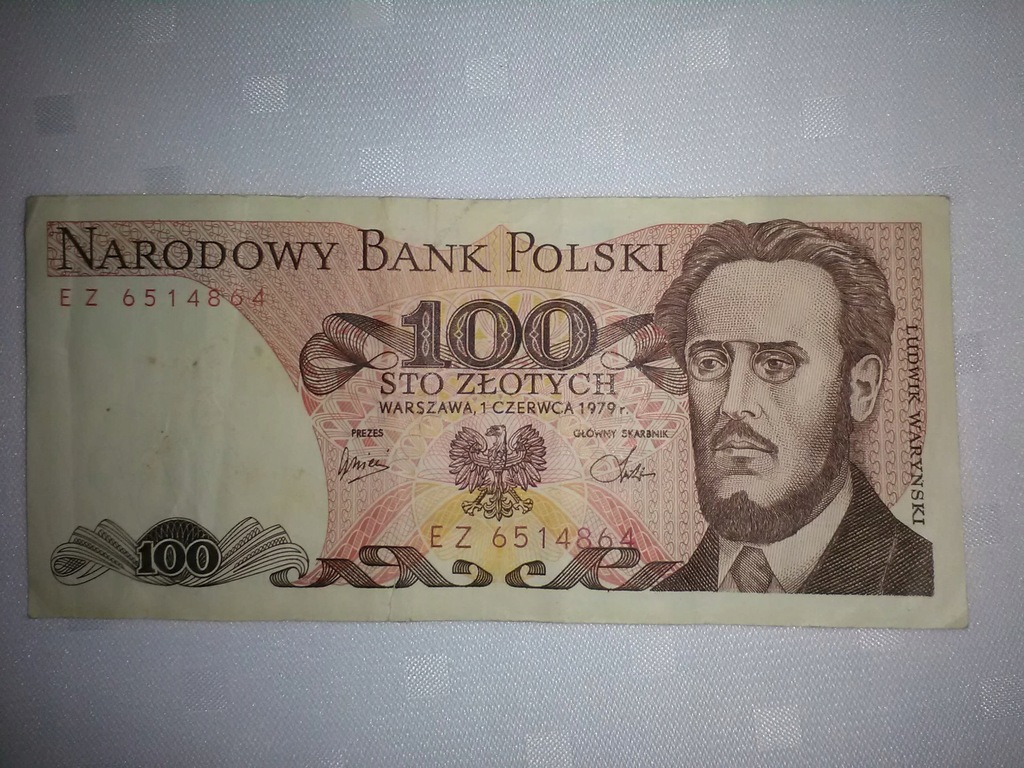 NARODOWY BANK POLSKI
EZ 6514864
100
STO ZŁOTYCH
WARSZAWA, 1 CZERWCA 1979 r.
PREZES
GŁÓWNY SKARBNIK
EZ 6514864
100
LUDWIK WARYŃSKI